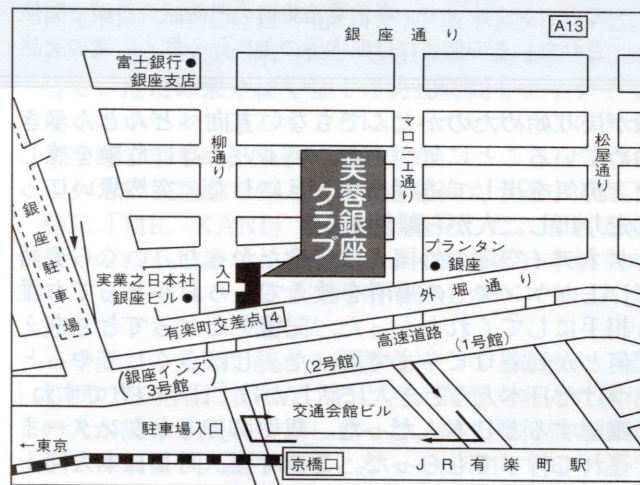 銀座通り
A13
富士銀行
銀座支店
柳通り
マロニエ通り
松屋通り
芙蓉銀座
クラブ
銀座駐車場
プランタン
銀座
実業之日本社
銀座ビル
入口
外堀通り
有楽町交差点
4
高速道路
(1号館)
(2号館)
(銀座インズ)
3号館
交通会館ビル
駐車場入口
東京
京橋口
JR有楽町駅